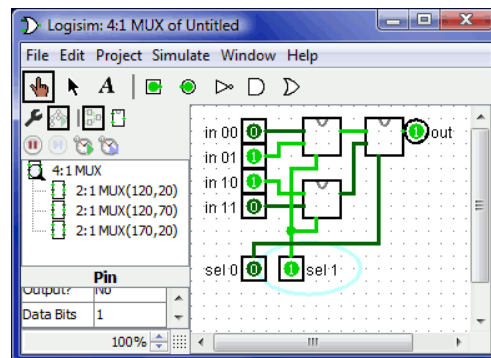 Logisim: 4:1 MUX of Untitled
File Edit Project Simulate Window Help
A
4:1 MUX
2:1 MUX(120,20)
2:1 MUX(120,70)
2:1 MUX(170,20)
Pin
Output? No
Data Bits 1
100%
in 00 0
in 01 1
in 10 1
in 11 0
1 out
sel 0 0
1 sel 1